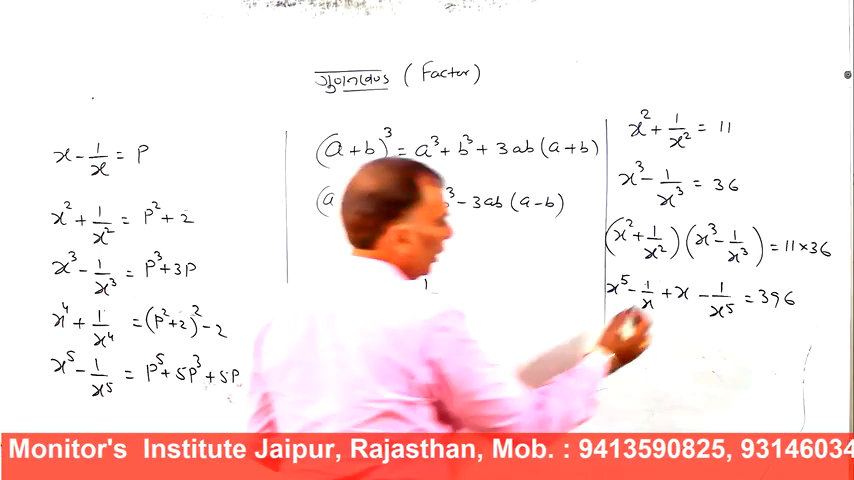 गुणनखण्ड (Factor)
x - 1/x = P
x² + 1/x² = P² + 2
x³ - 1/x³ = P³ + 3P
x⁴ + 1/x⁴ = (P² + 2)² - 2
x⁵ - 1/x⁵ = P⁵ + 5P³ + 5P
(a + b)³ = a³ + b³ + 3ab (a + b)
(a ³ - 3ab (a - b)
1
x² + 1/x² = 11
x³ - 1/x³ = 36
(x² + 1/x²) (x³ - 1/x³) = 11 × 36
x⁵ - 1/x + x - 1/x⁵ = 396
Monitor's Institute Jaipur, Rajasthan, Mob. : 9413590825, 93146034